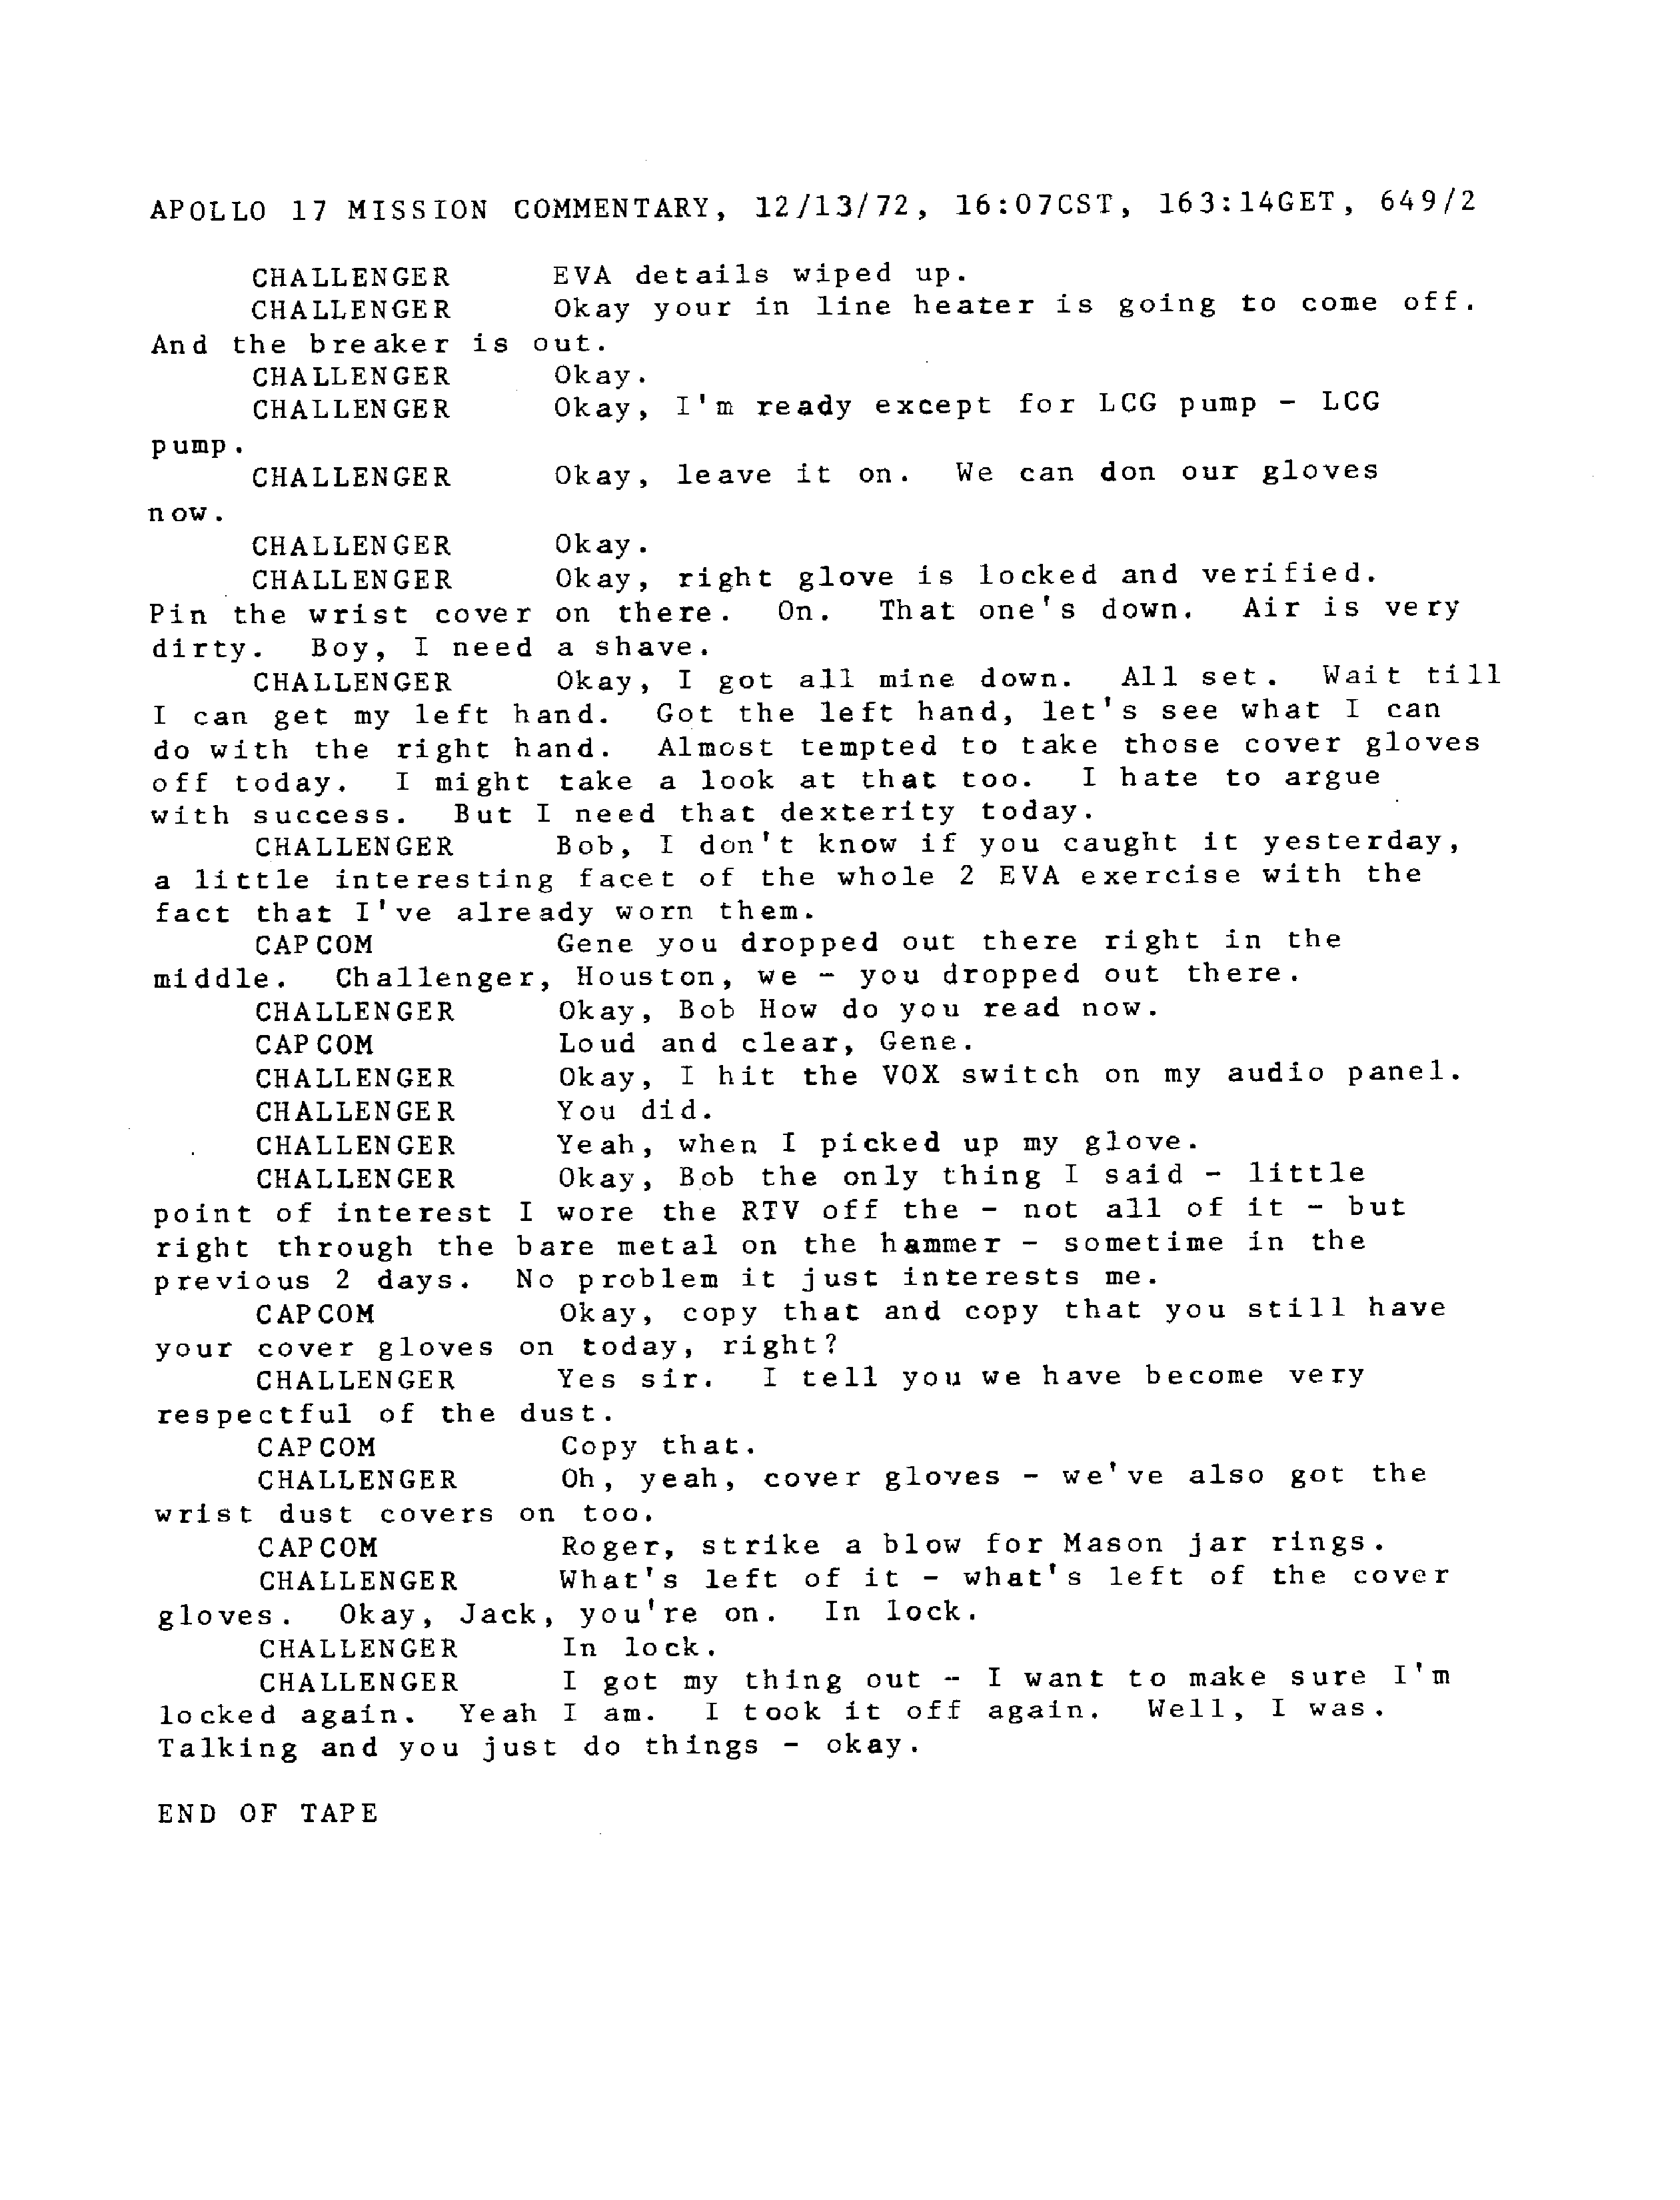 APOLLO 17 MISSION COMMENTARY, 12/13/72, 16:07CST, 163:14GET, 649/2
CHALLENGER EVA details wiped up.
CHALLENGER Okay your in line heater is going to come off.
And the breaker is out.
CHALLENGER Okay.
CHALLENGER Okay, I'm ready except for LCG pump - LCG
pump.
CHALLENGER Okay, leave it on. We can don our gloves
now.
CHALLENGER Okay.
CHALLENGER Okay, right glove is locked and verified.
Pin the wrist cover on there. On. That one's down. Air is very
dirty. Boy, I need a shave.
CHALLENGER Okay, I got all mine down. All set. Wait till
I can get my left hand. Got the left hand, let's see what I can
do with the right hand. Almost tempted to take those cover gloves
off today. I might take a look at that too. I hate to argue
with success. But I need that dexterity today.
CHALLENGER Bob, I don't know if you caught it yesterday,
a little interesting facet of the whole 2 EVA exercise with the
fact that I've already worn them.
CAPCOM Gene you dropped out there right in the
middle. Challenger, Houston, we - you dropped out there.
CHALLENGER Okay, Bob How do you read now.
CAPCOM Loud and clear, Gene.
CHALLENGER Okay, I hit the VOX switch on my audio panel.
CHALLENGER You did.
CHALLENGER Yeah, when I picked up my glove.
CHALLENGER Okay, Bob the only thing I said - little
point of interest I wore the RTV off the - not all of it - but
right through the bare metal on the hammer - sometime in the
previous 2 days. No problem it just interests me.
CAPCOM Okay, copy that and copy that you still have
your cover gloves on today, right?
CHALLENGER Yes sir. I tell you we have become very
respectful of the dust.
CAPCOM Copy that.
CHALLENGER Oh, yeah, cover gloves - we've also got the
wrist dust covers on too.
CAPCOM Roger, strike a blow for Mason jar rings.
CHALLENGER What's left of it - what's left of the cover
gloves. Okay, Jack, you're on. In lock.
CHALLENGER In lock.
CHALLENGER I got my thing out - I want to make sure I'm
locked again. Yeah I am. I took it off again. Well, I was.
Talking and you just do things - okay.
END OF TAPE